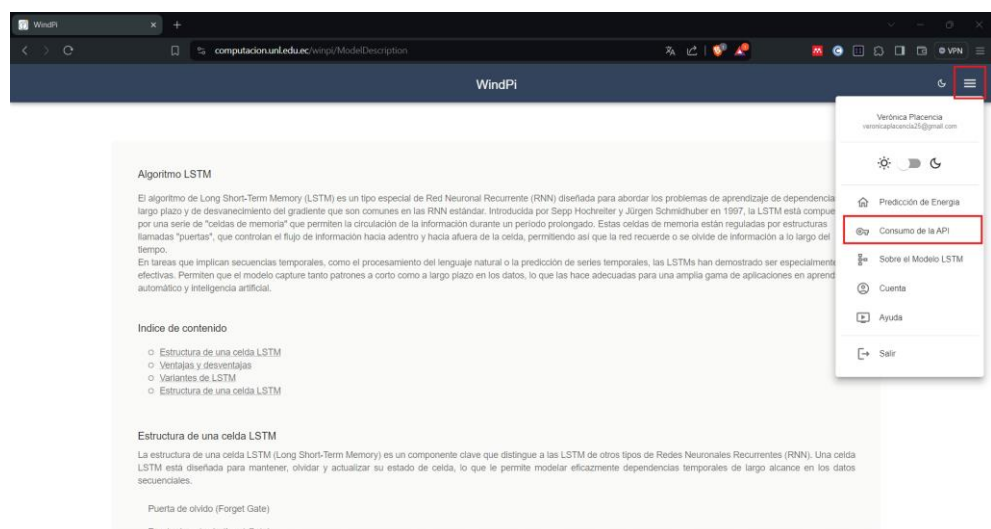 WindPi
computacion.unl.edu.ec/winpi/ModelDescription
VPN
WindPi
Verónica Placencia
veronicaplacencia25@gmail.com
Predicción de Energia
Consumo de la API
Sobre el Modelo LSTM
Cuenta
Ayuda
Salir
Algoritmo LSTM
El algoritmo de Long Short-Term Memory (LSTM) es un tipo especial de Red Neuronal Recurrente (RNN) diseñada para abordar los problemas de aprendizaje de dependencia
largo plazo y de desvanecimiento del gradiente que son comunes en las RNN estándar. Introducida por Sepp Hochreiter y Jürgen Schmidhuber en 1997, la LSTM está compue
por una serie de "celdas de memoria" que permiten la circulación de la información durante un período prolongado. Estas celdas de memoria están reguladas por estructuras
llamadas "puertas", que controlan el flujo de información hacia adentro y hacia afuera de la celda, permitiendo así que la red recuerde o se olvide de información a lo largo del
tiempo.
En tareas que implican secuencias temporales, como el procesamiento del lenguaje natural o la predicción de series temporales, las LSTMs han demostrado ser especialmente
efectivas. Permiten que el modelo capture tanto patrones a corto como a largo plazo en los datos, lo que las hace adecuadas para una amplia gama de aplicaciones en aprend
automático y inteligencia artificial.
Indice de contenido
Estructura de una celda LSTM
Ventajas y desventajas
Variantes de LSTM
Estructura de una celda LSTM
Estructura de una celda LSTM
La estructura de una celda LSTM (Long Short-Term Memory) es un componente clave que distingue a las LSTM de otros tipos de Redes Neuronales Recurrentes (RNN). Una celda
LSTM está diseñada para mantener, olvidar y actualizar su estado de celda, lo que le permite modelar eficazmente dependencias temporales de largo alcance en los datos
secuenciales.
Puerta de olvido (Forget Gate)